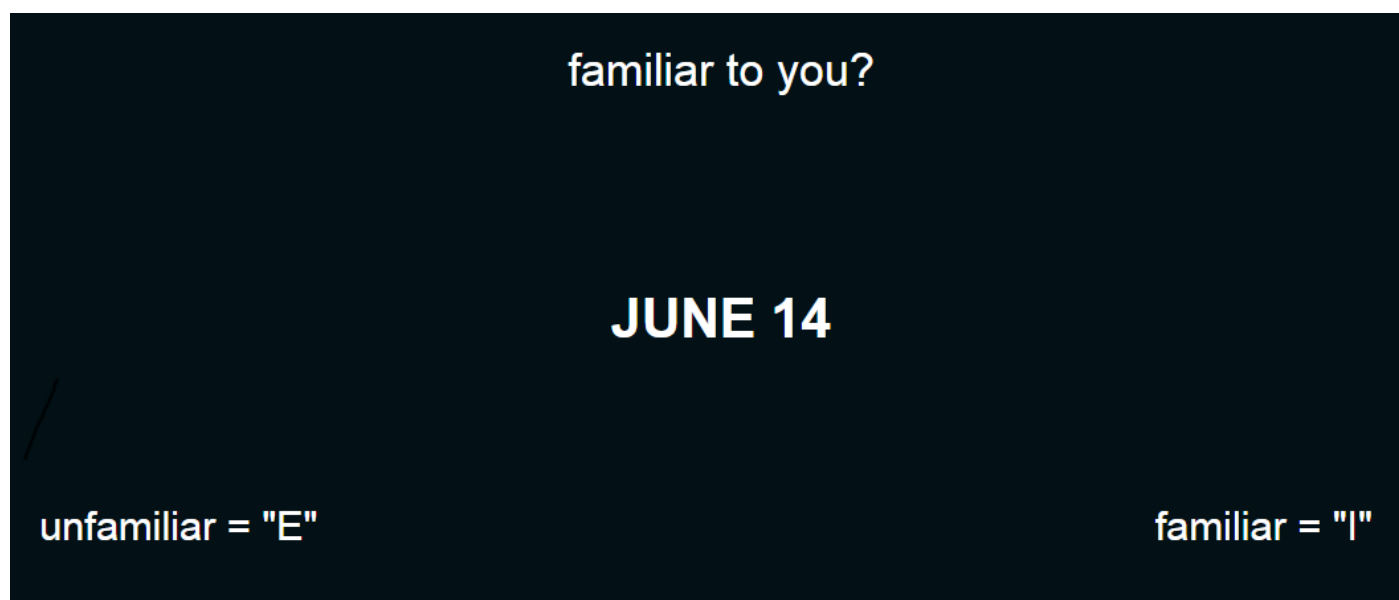 familiar to you?
JUNE 14
unfamiliar = "E"
familiar = "I"